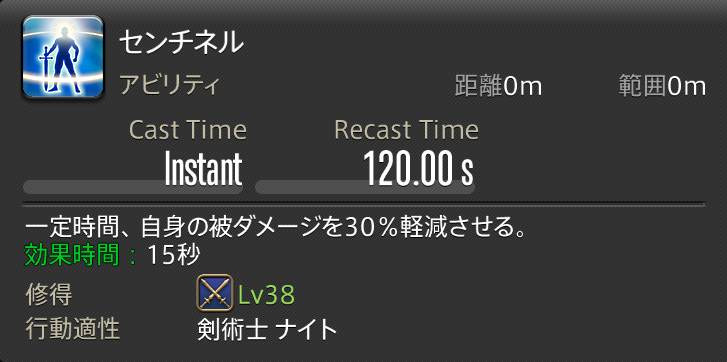 センチネル
アビリティ 距離0m 範囲0m
Cast Time Recast Time
Instant 120.00 s
一定時間、自身の被ダメージを30％軽減させる。
効果時間：15秒
修得 Lv38
行動適性 剣術士 ナイト